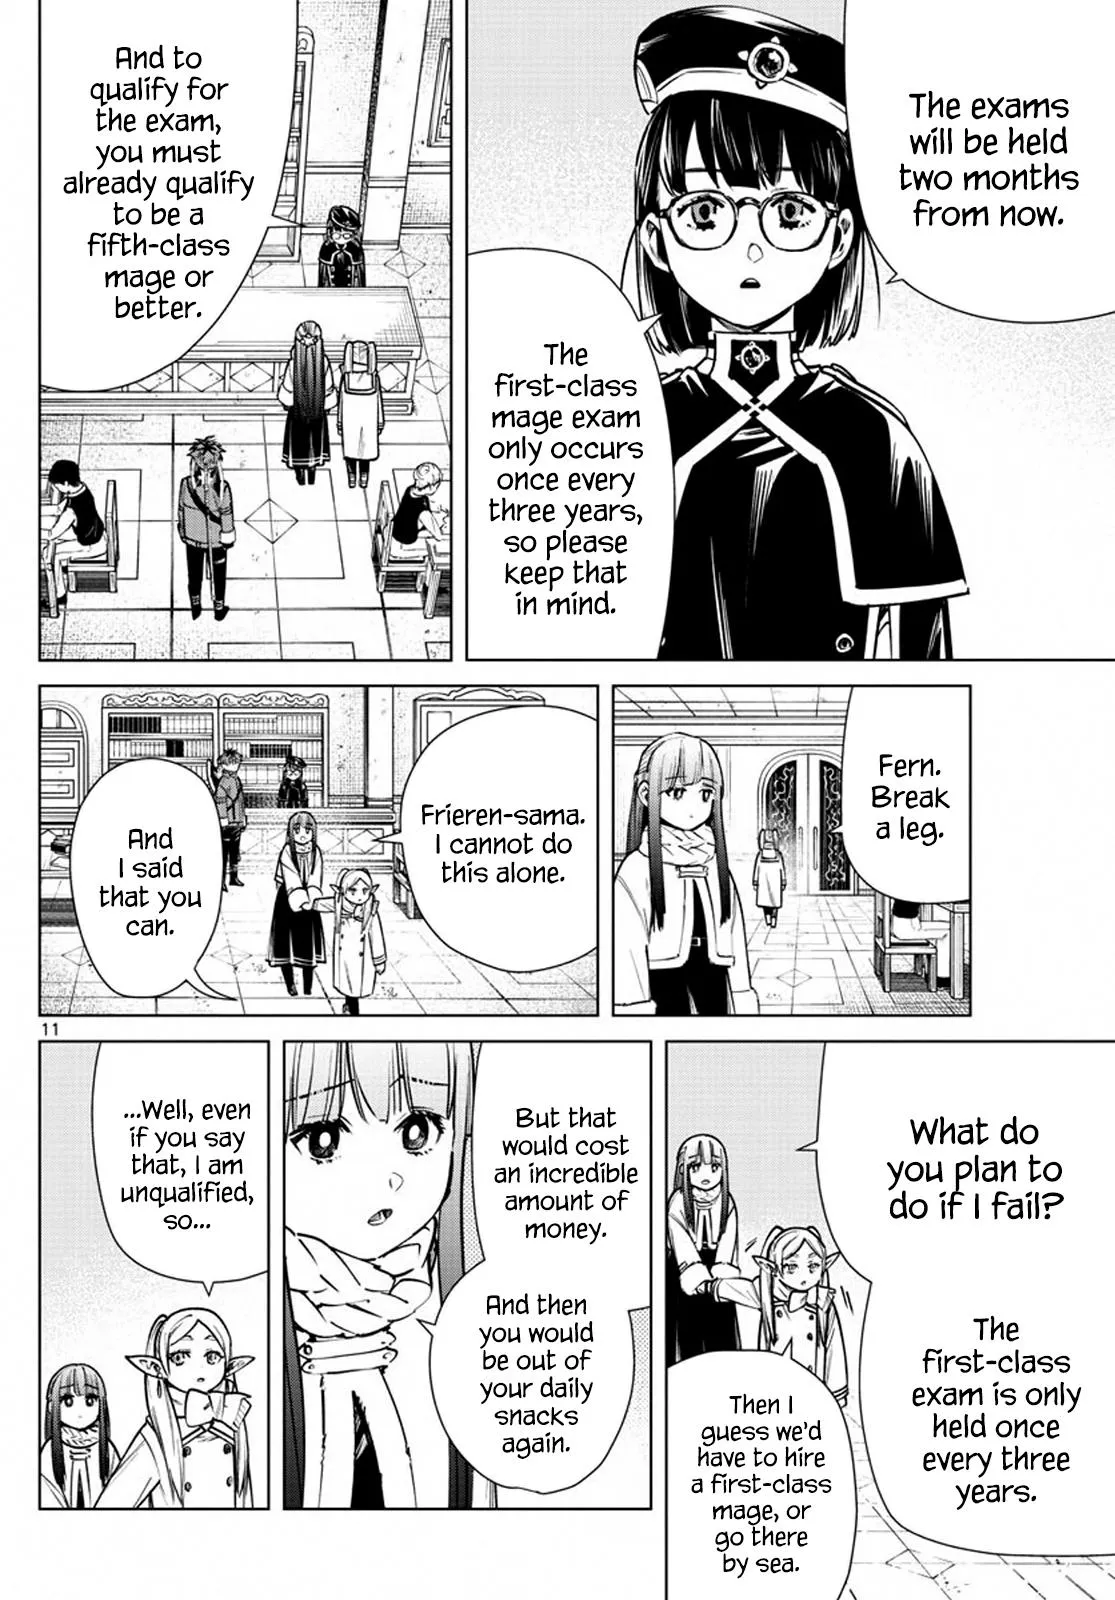 The exams
will be held
two months
from now.
The
first-class
mage exam
only occurs
once every
three years,
so please
keep that
in mind.
And to
qualify for
the exam,
you must
already qualify
to be a
fifth-class
mage or
better.
Fern.
Break
a leg.
Frieren-sama.
I cannot do
this alone.
And
I said
that you
can.
11
What do
you plan to
do if I fail?
The
first-class
exam is only
held once
every three
years.
Then I
guess we'd
have to hire
a first-class
mage, or
go there
by sea.
But that
would cost
an incredible
amount of
money.
And then
you would
be out of
your daily
snacks
again.
...Well, even
if you say
that, I am
unqualified,
so...